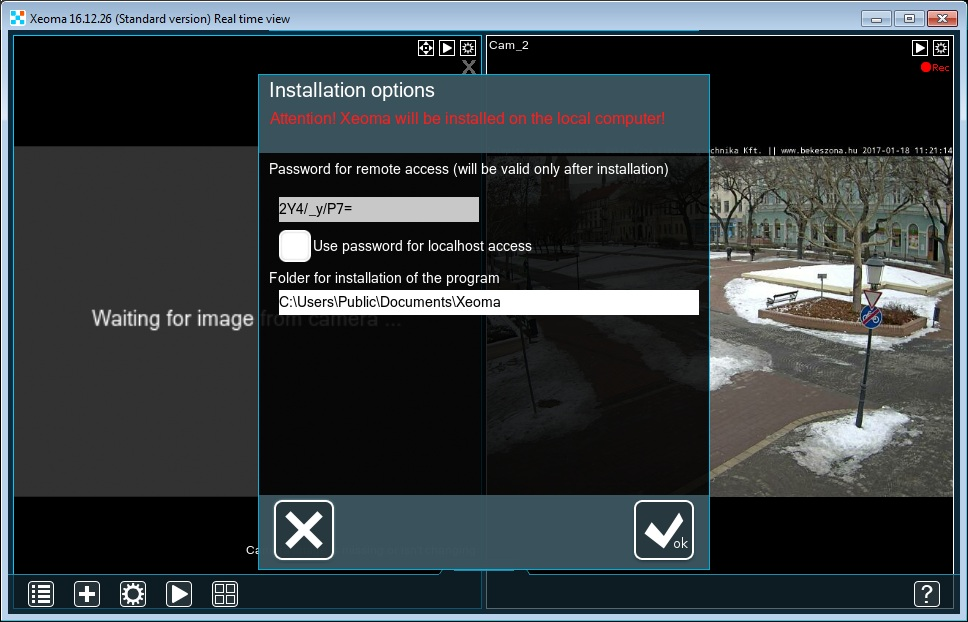 Xeoma 16.12.26 (Standard version) Real time view
Cam_2
Rec
Installation options
Attention! Xeoma will be installed on the local computer!
chnika Kft. || www.bekeszona.hu 2017-01-18 11:21:14
Password for remote access (will be valid only after installation)
2Y4/_y/P7=
Use password for localhost access
Folder for installation of the program
C:\Users\Public\Documents\Xeoma
Waiting for image from camera ...
ok
Ca
?